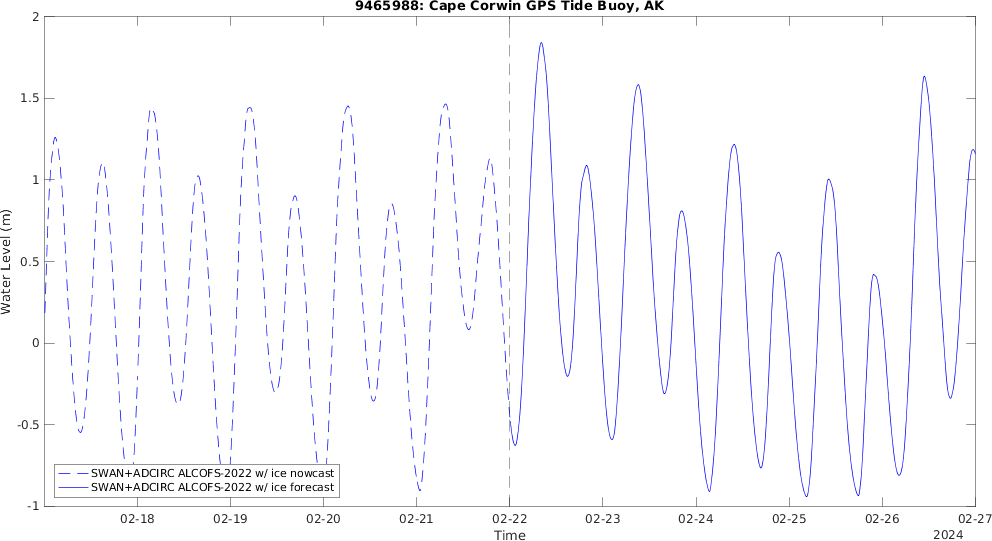 9465988: Cape Corwin GPS Tide Buoy, AK
2
1.5
1
0.5
0
-0.5
-1
Water Level (m)
SWAN+ADCIRC ALCOFS-2022 w/ ice nowcast
SWAN+ADCIRC ALCOFS-2022 w/ ice forecast
02-18 02-19 02-20 02-21 02-22 02-23 02-24 02-25 02-26 02-27
Time
2024